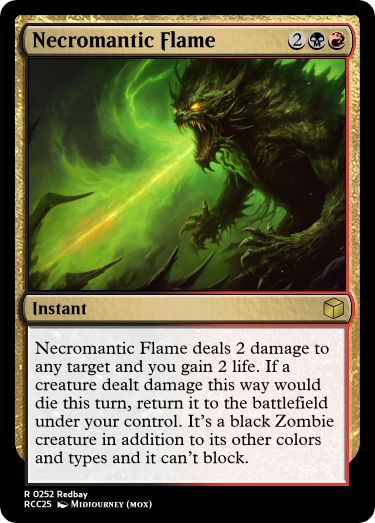 Necromantic Flame 2
Instant
Necromantic Flame deals 2 damage to
any target and you gain 2 life. If a
creature dealt damage this way would
die this turn, return it to the battlefield
under your control. It's a black Zombie
creature in addition to its other colors
and types and it can't block.
R 0252 Redbay
RCC25 Midjourney (mox)